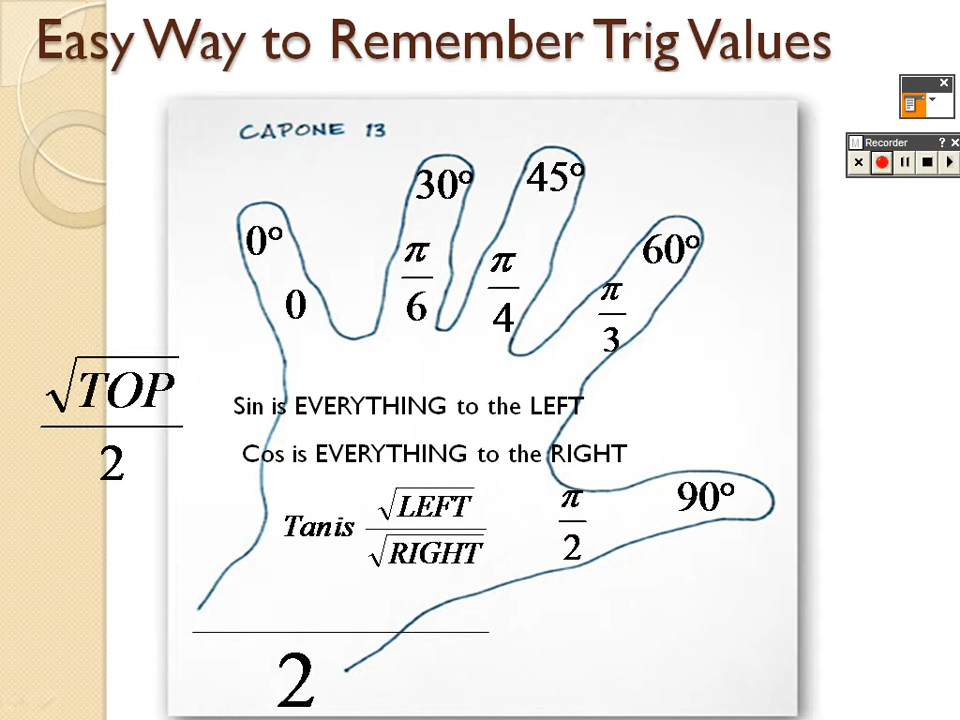 Easy Way to Remember Trig Values
CAPONE 13
Recorder
0°
30°
45°
60°
90°
0
π/6
π/4
π/3
π/2
√TOP/2
Sin is EVERYTHING to the LEFT
Cos is EVERYTHING to the RIGHT
Tan is √LEFT/√RIGHT
2